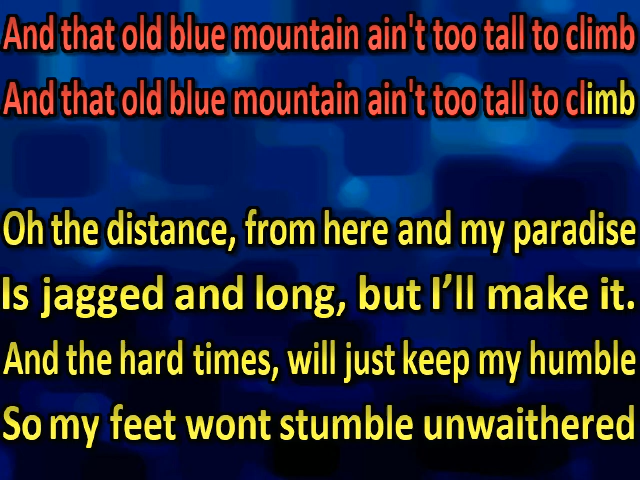 And that old blue mountain ain't too tall to climb
And that old blue mountain ain't too tall to climb
Oh the distance, from here and my paradise
Is jagged and long, but I’ll make it.
And the hard times, will just keep my humble
So my feet wont stumble unwaithered